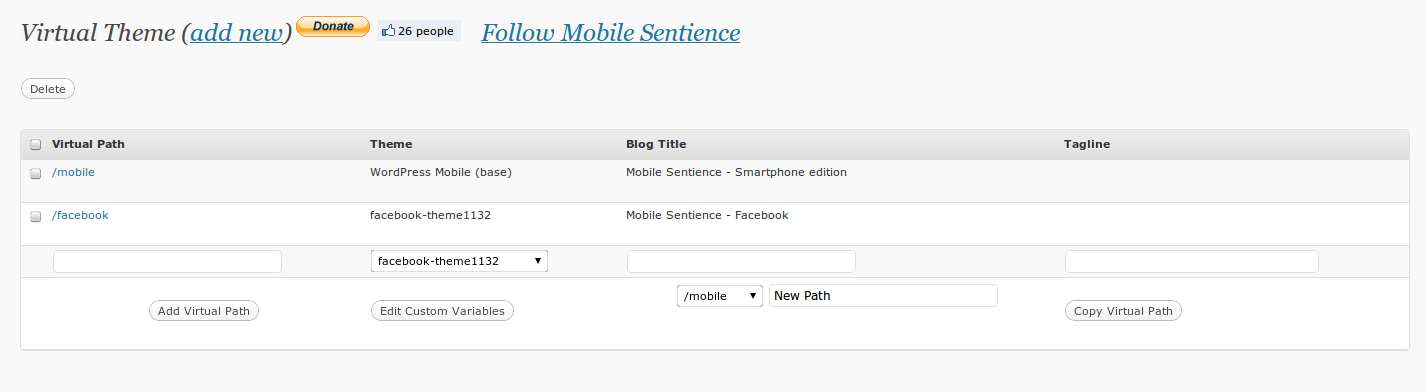 Virtual Theme (add new) Donate 26 people Follow Mobile Sentience
Delete
Virtual Path Theme Blog Title Tagline
/mobile WordPress Mobile (base) Mobile Sentience - Smartphone edition
/facebook facebook-theme1132 Mobile Sentience - Facebook
facebook-theme1132
/mobile New Path
Add Virtual Path Edit Custom Variables Copy Virtual Path